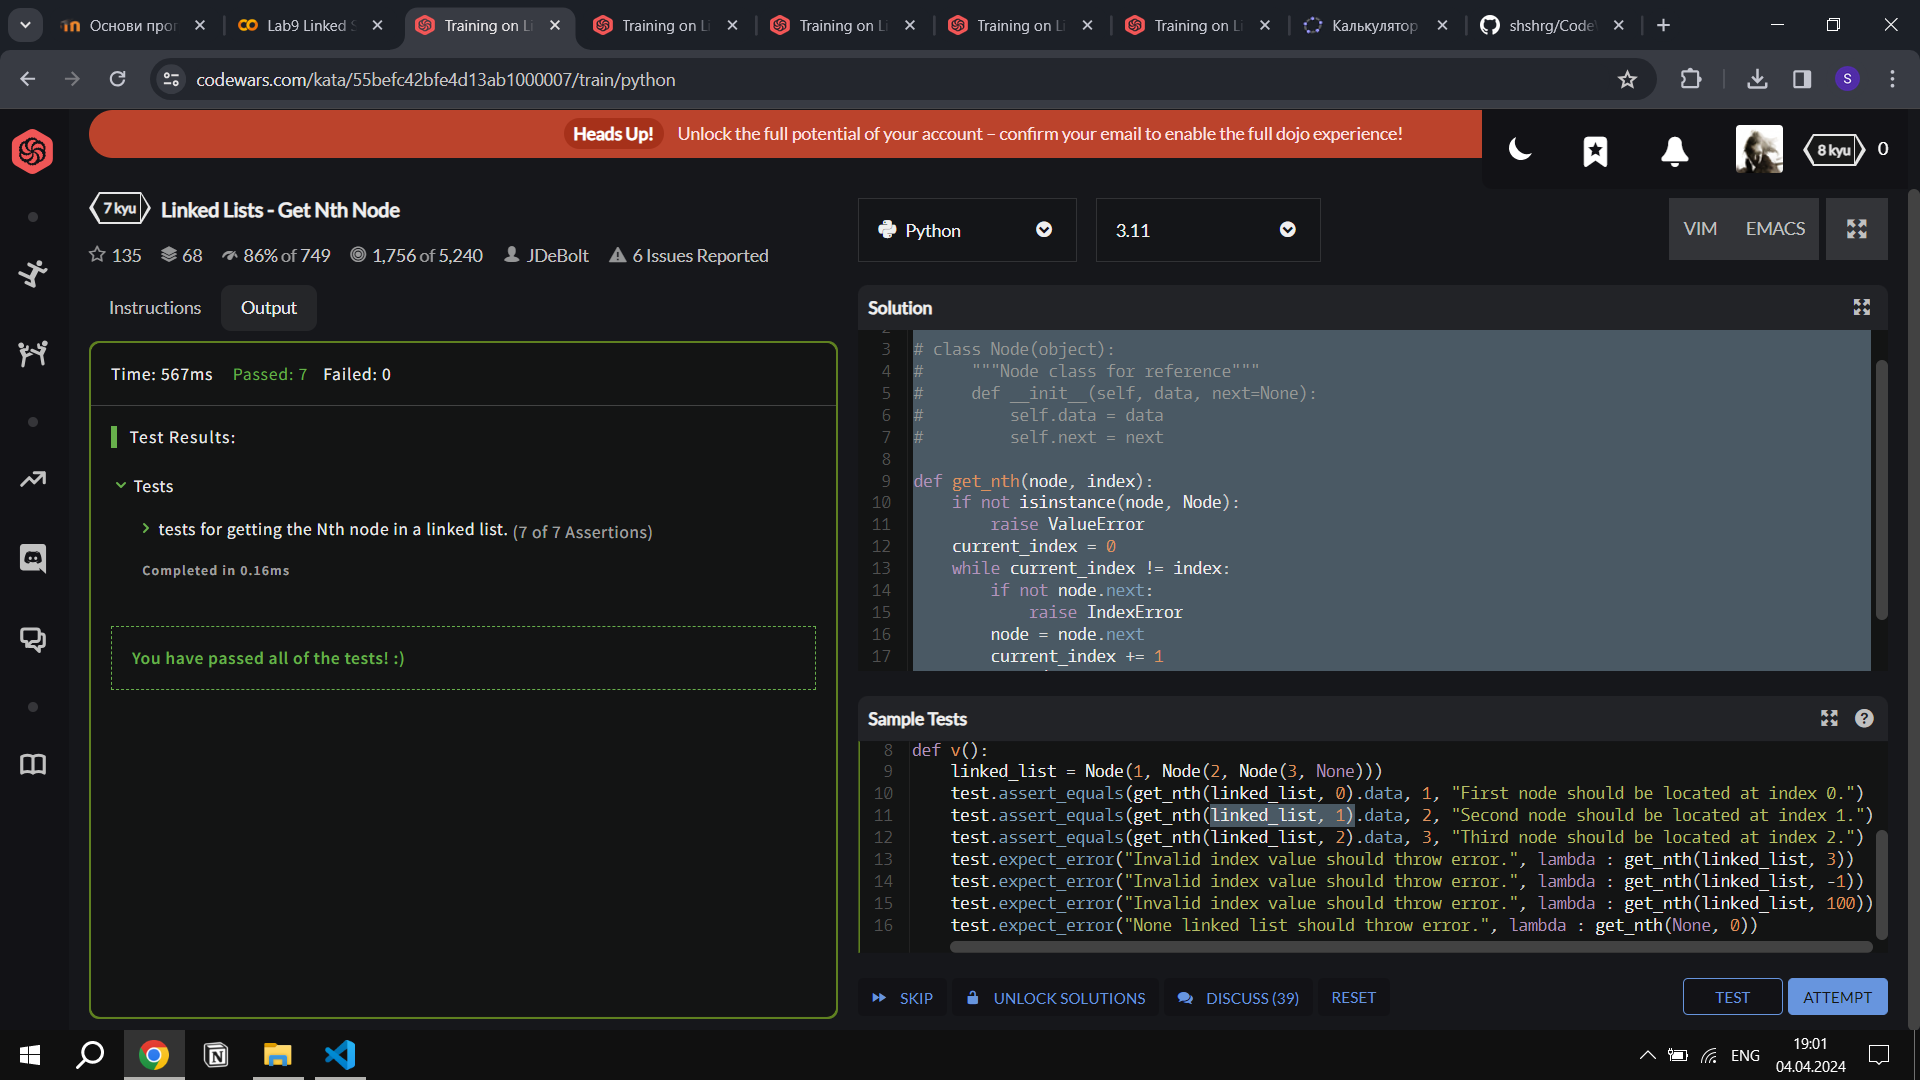 Основи прог
Lab9 Linked S
Training on Li
Training on Li
Training on Li
Training on Li
Training on Li
Калькулятор
shshrg/Code
codewars.com/kata/55befc42bfe4d13ab1000007/train/python
S
Heads Up! Unlock the full potential of your account – confirm your email to enable the full dojo experience!
8 kyu 0
7 kyu Linked Lists - Get Nth Node
135 68 86% of 749 1,756 of 5,240 JDeBolt 6 Issues Reported
Python
3.11
VIM EMACS
Instructions Output
Time: 567ms Passed: 7 Failed: 0
Test Results:
Tests
tests for getting the Nth node in a linked list. (7 of 7 Assertions)
Completed in 0.16ms
You have passed all of the tests! :)
Solution
2
3 # class Node(object):
4 #     """Node class for reference"""
5 #     def __init__(self, data, next=None):
6 #         self.data = data
7 #         self.next = next
8
9 def get_nth(node, index):
10     if not isinstance(node, Node):
11         raise ValueError
12     current_index = 0
13     while current_index != index:
14         if not node.next:
15             raise IndexError
16         node = node.next
17         current_index += 1
Sample Tests
8 def v():
9     linked_list = Node(1, Node(2, Node(3, None)))
10     test.assert_equals(get_nth(linked_list, 0).data, 1, "First node should be located at index 0.")
11     test.assert_equals(get_nth(linked_list, 1).data, 2, "Second node should be located at index 1.")
12     test.assert_equals(get_nth(linked_list, 2).data, 3, "Third node should be located at index 2.")
13     test.expect_error("Invalid index value should throw error.", lambda : get_nth(linked_list, 3))
14     test.expect_error("Invalid index value should throw error.", lambda : get_nth(linked_list, -1))
15     test.expect_error("Invalid index value should throw error.", lambda : get_nth(linked_list, 100))
16     test.expect_error("None linked list should throw error.", lambda : get_nth(None, 0))
SKIP UNLOCK SOLUTIONS DISCUSS (39) RESET
TEST ATTEMPT
ENG
19:01
04.04.2024